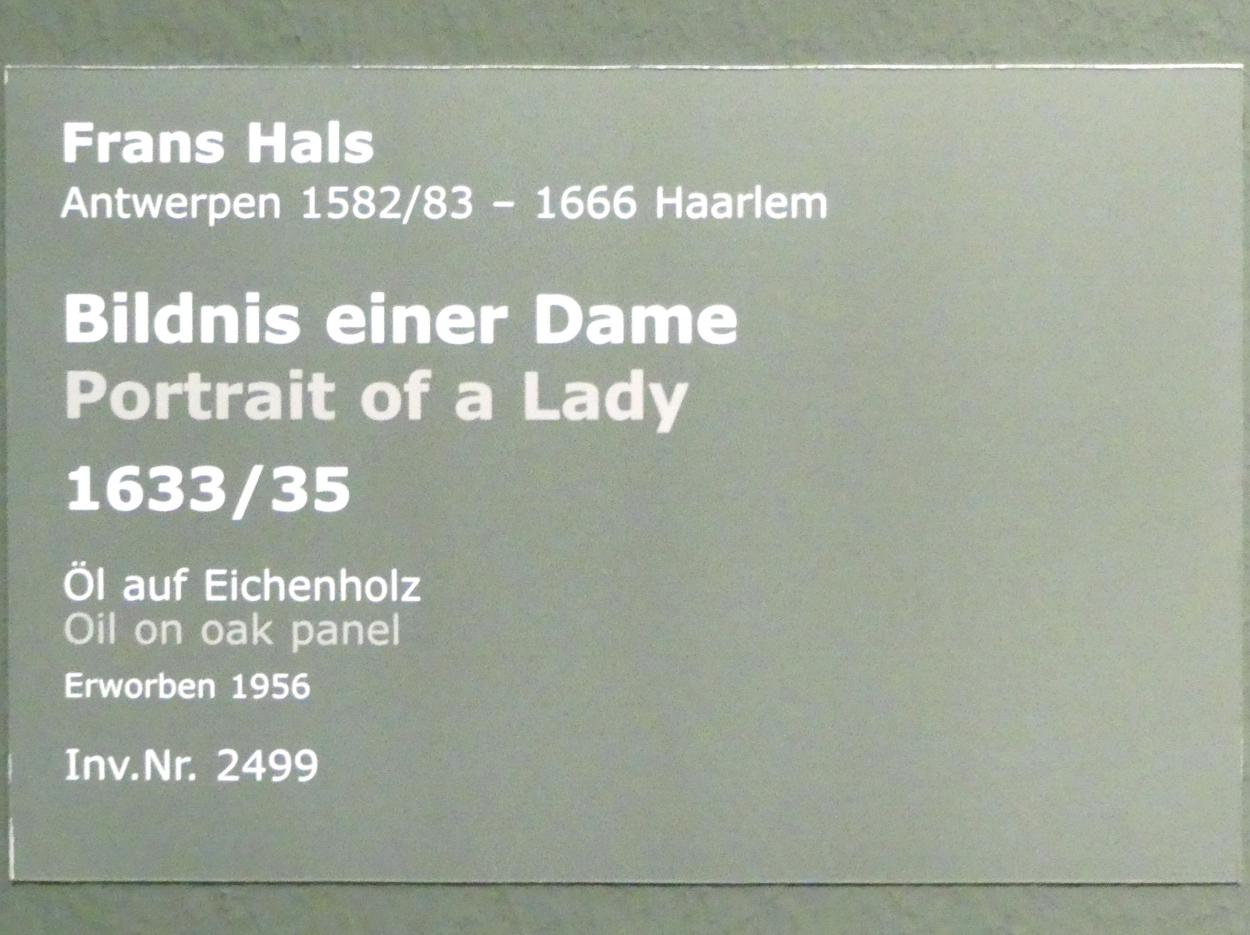 Frans Hals
Antwerpen 1582/83 – 1666 Haarlem
Bildnis einer Dame
Portrait of a Lady
1633/35
Öl auf Eichenholz
Oil on oak panel
Erworben 1956
Inv.Nr. 2499